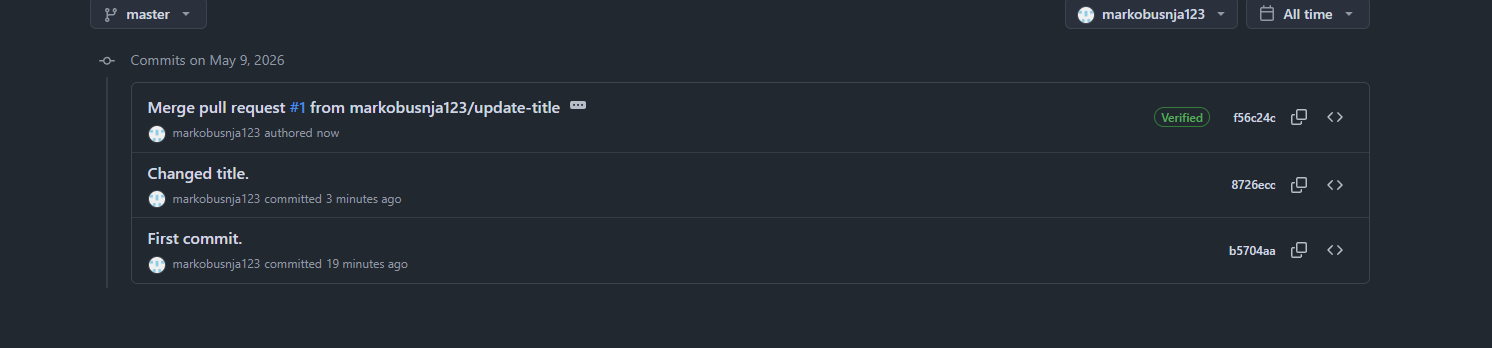 master
markobusnja123
All time
Commits on May 9, 2026
Merge pull request #1 from markobusnja123/update-title
Verified
f56c24c
markobusnja123 authored now
Changed title.
8726ecc
markobusnja123 committed 3 minutes ago
First commit.
b5704aa
markobusnja123 committed 19 minutes ago